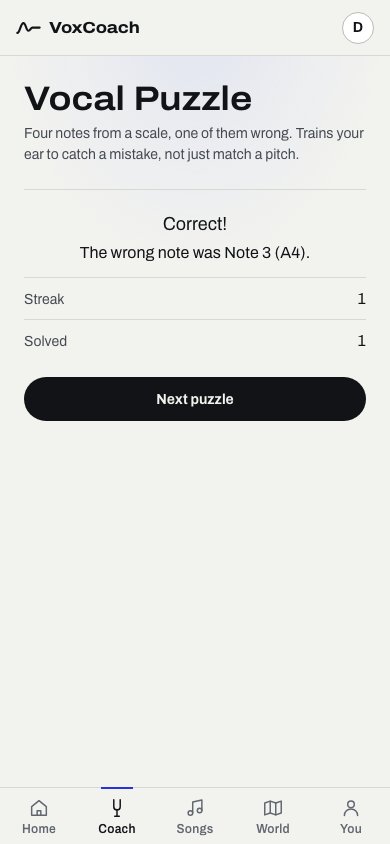 VoxCoach
D
Vocal Puzzle
Four notes from a scale, one of them wrong. Trains your
ear to catch a mistake, not just match a pitch.
Correct!
The wrong note was Note 3 (A4).
Streak 1
Solved 1
Next puzzle
Home Coach Songs World You